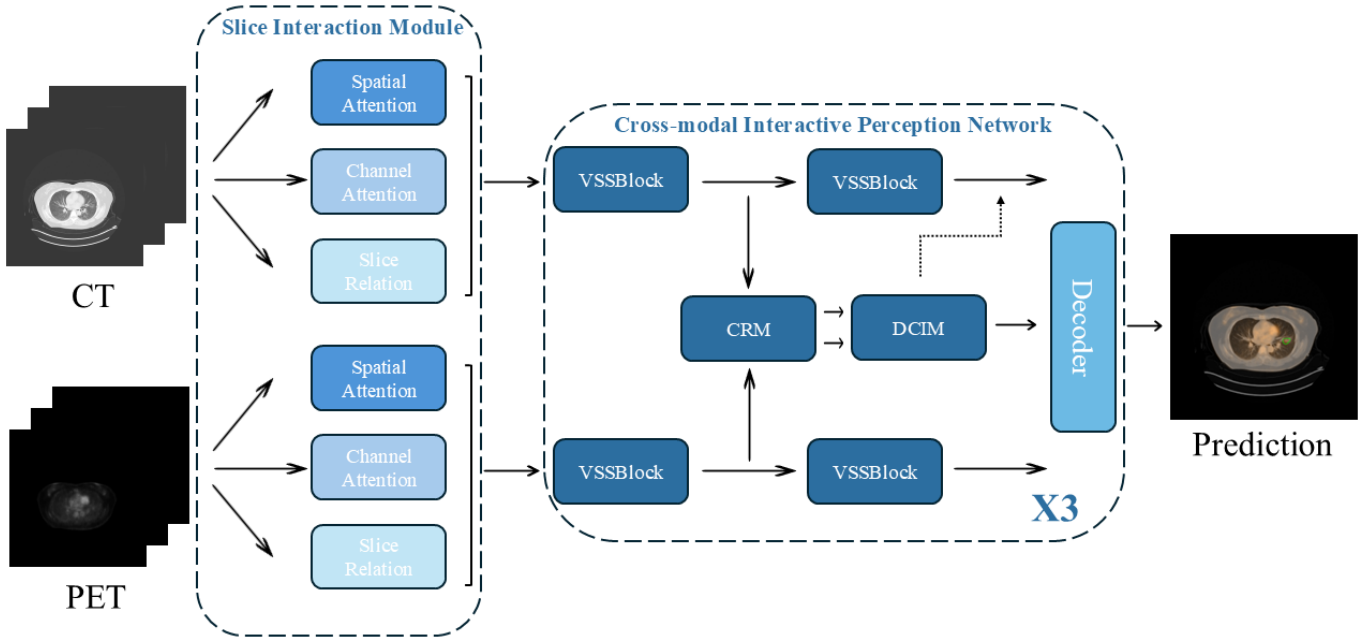 Slice Interaction Module
Spatial
Attention
Channel
Attention
Slice
Relation
CT
Spatial
Attention
Channel
Attention
Slice
Relation
PET
Cross-modal Interactive Perception Network
VSSBlock
VSSBlock
CRM
DCIM
VSSBlock
VSSBlock
X3
Decoder
Prediction